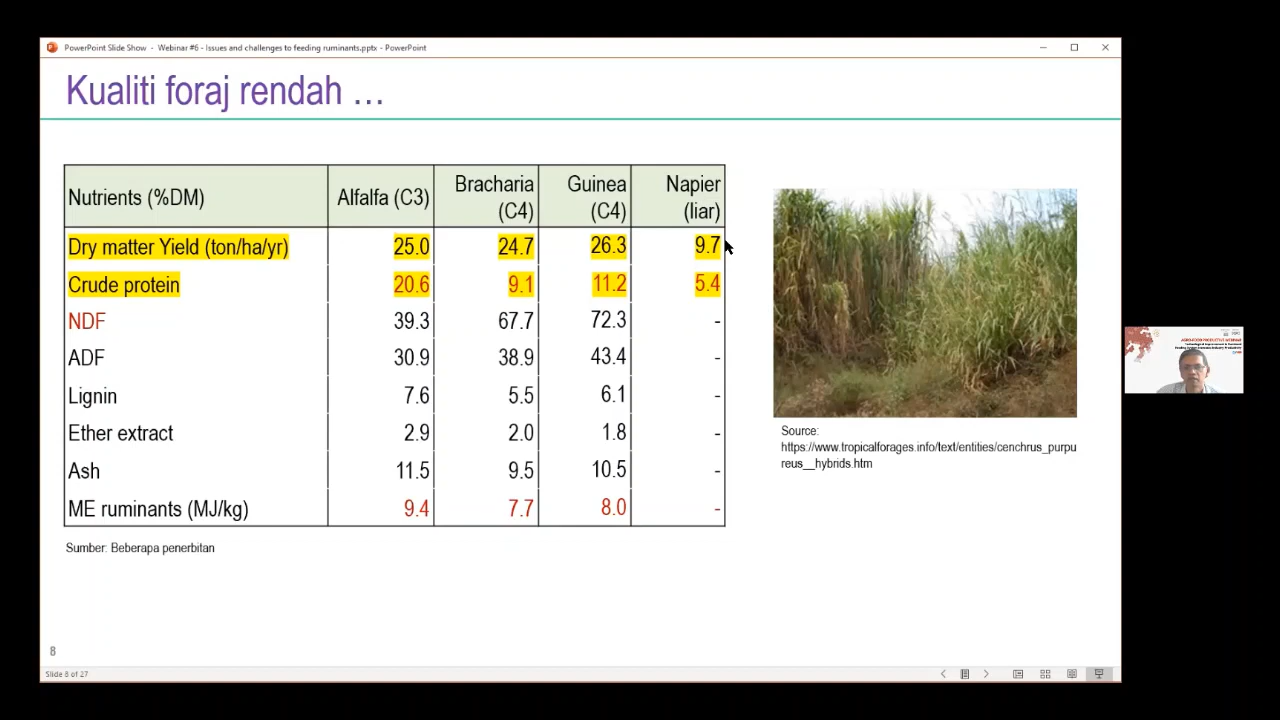 PowerPoint Slide Show - Webinar #6 - Issues and challenges to feeding ruminants.pptx - PowerPoint
Kualiti foraj rendah ...
Nutrients (%DM) Alfalfa (C3) Bracharia (C4) Guinea (C4) Napier (liar)
Dry matter Yield (ton/ha/yr) 25.0 24.7 26.3 9.7
Crude protein 20.6 9.1 11.2 5.4
NDF 39.3 67.7 72.3 -
ADF 30.9 38.9 43.4 -
Lignin 7.6 5.5 6.1 -
Ether extract 2.9 2.0 1.8 -
Ash 11.5 9.5 10.5 -
ME ruminants (MJ/kg) 9.4 7.7 8.0 -
Sumber: Beberapa penerbitan
Source:
https://www.tropicalforages.info/text/entities/cenchrus_purpu
reus__hybrids.htm
8
Slide 8 of 27